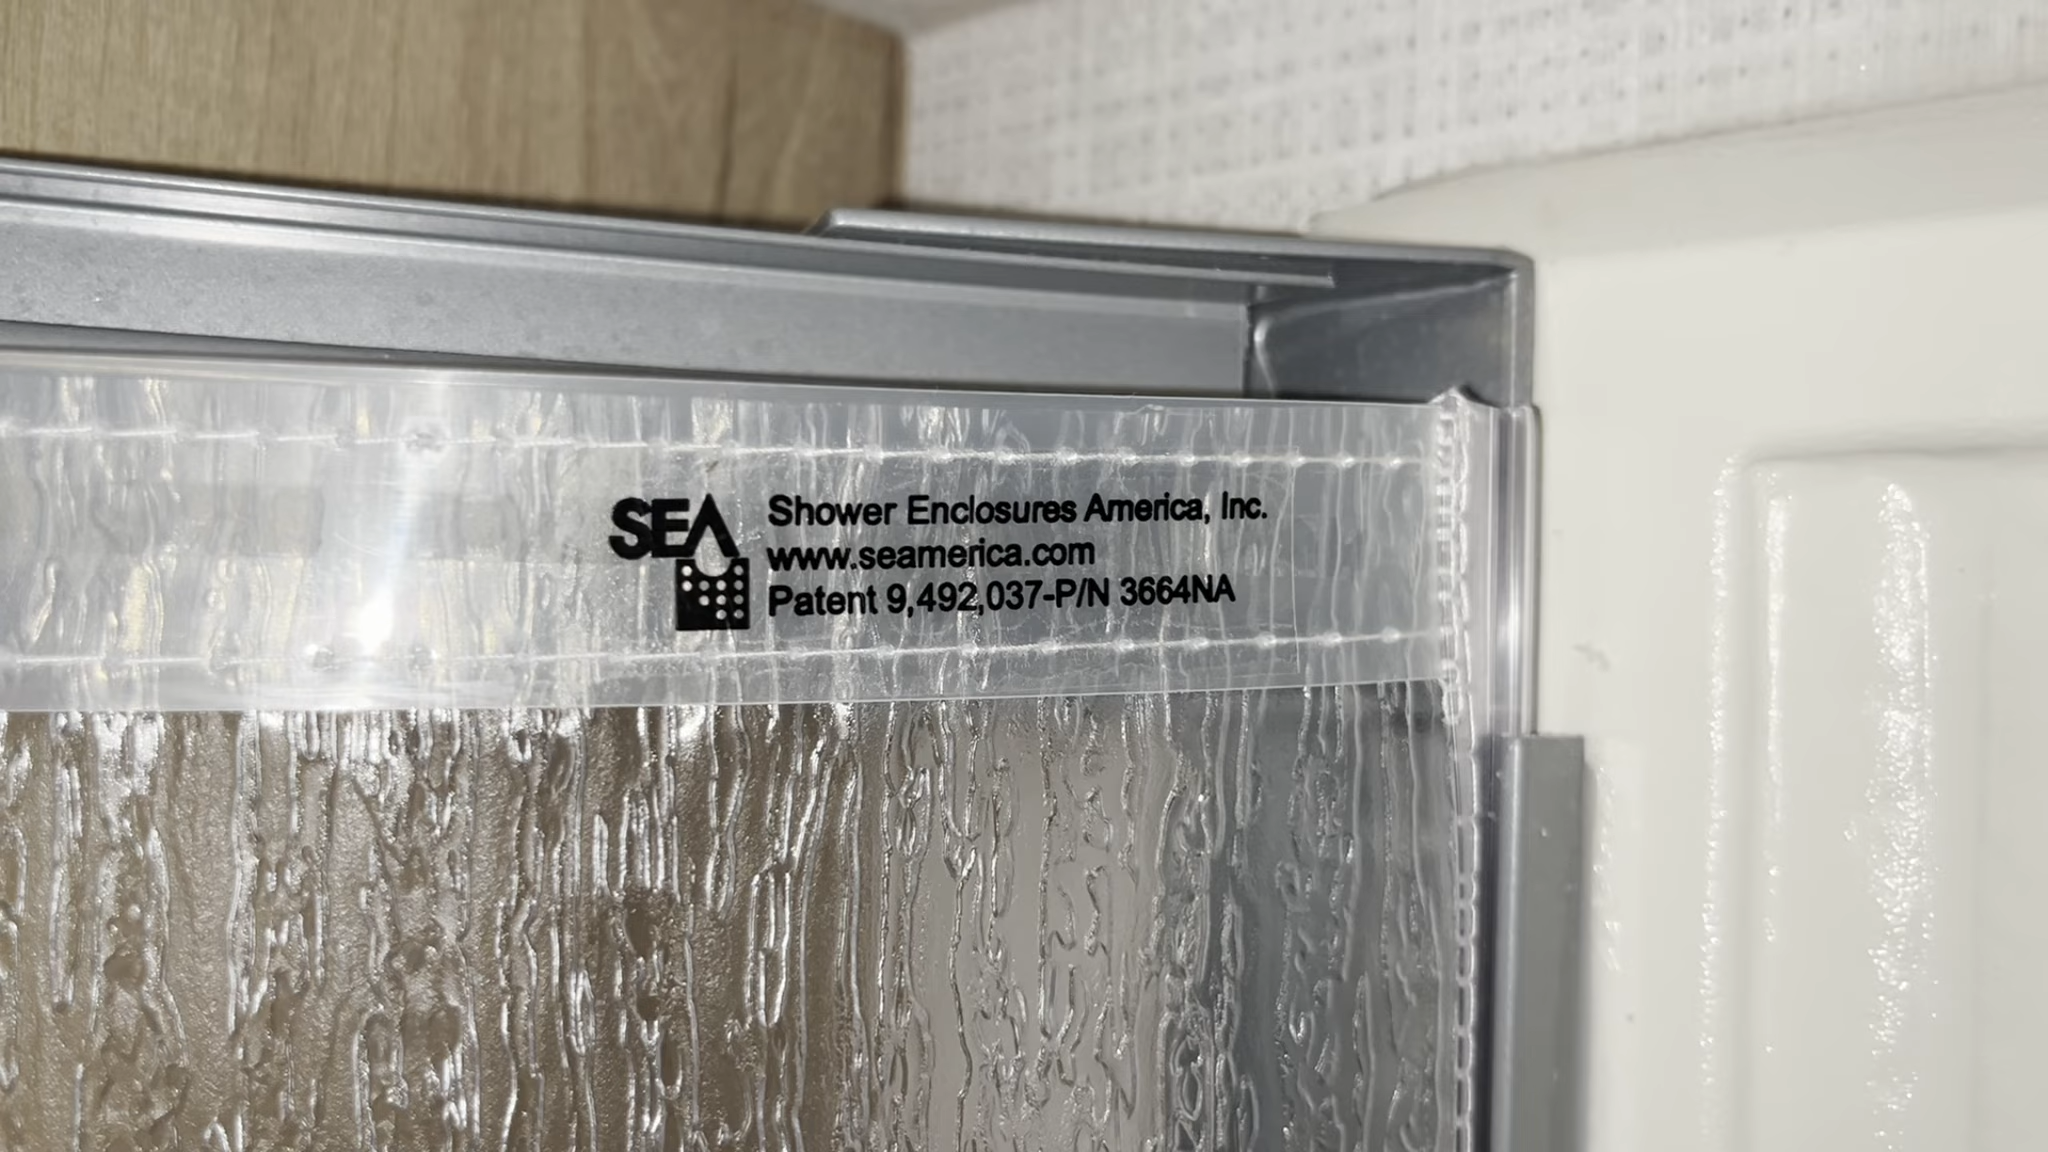 SEA
Shower Enclosures America, Inc.
www.seamerica.com
Patent 9,492,037-P/N 3664NA